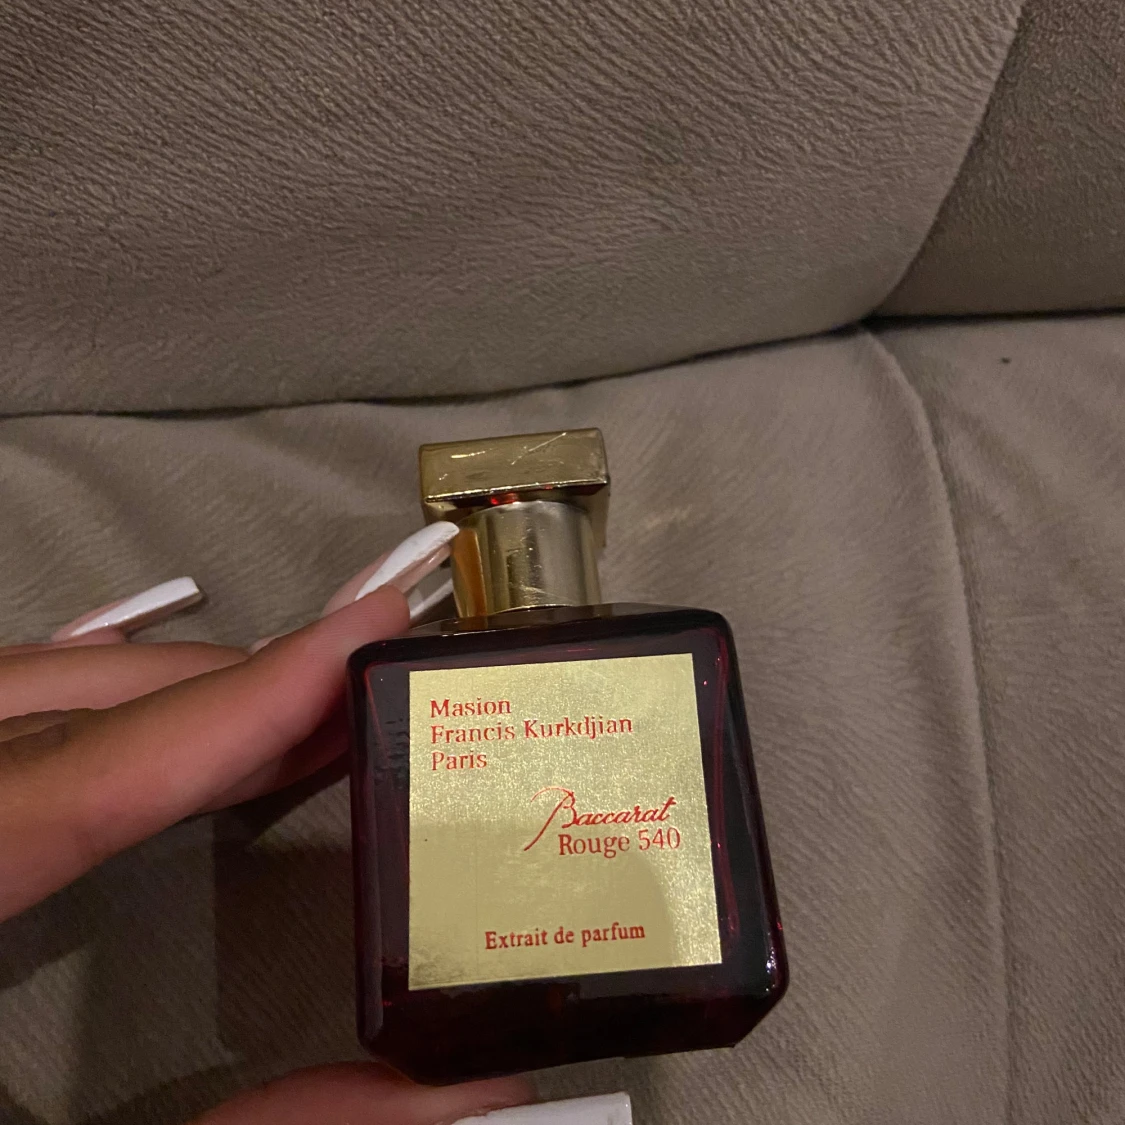 Masion
Francis Kurkdjian
Paris
Baccarat
Rouge 540
Extrait de parfum